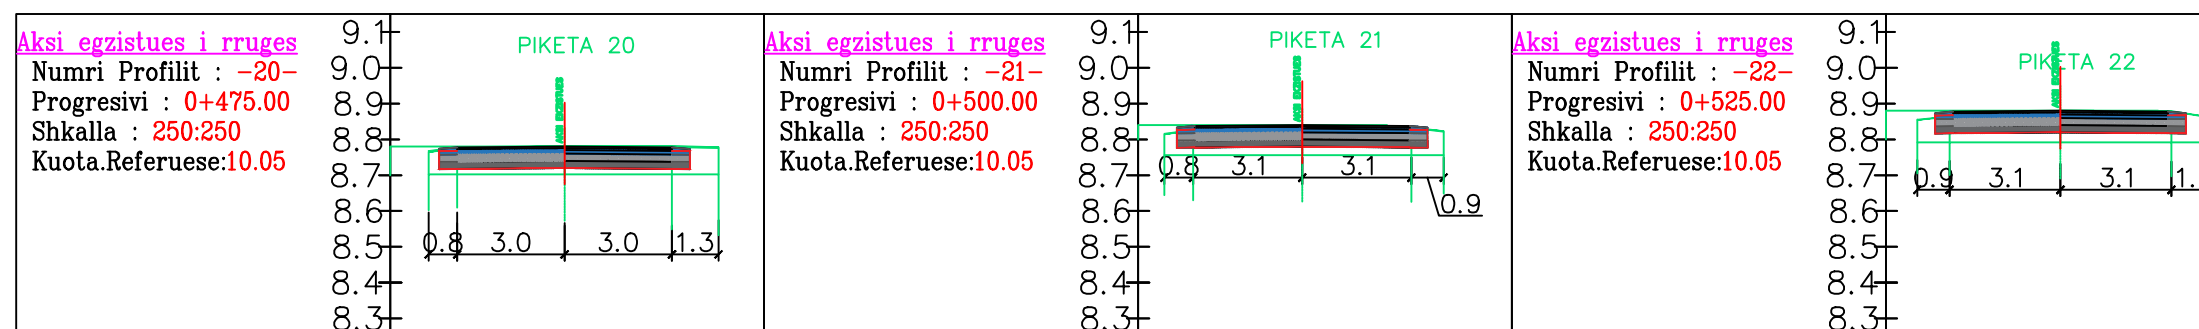 Aksi egzistues i rruges
Numri Profilit : -20-
Progresivi : 0+475.00
Shkalla : 250:250
Kuota.Referuese:10.05
9.1
9.0
8.9
8.8
8.7
8.6
8.5
8.4
8.3
PIKETA 20
AKSI EKZISTUES
0.8 3.0 3.0 1.3
Aksi egzistues i rruges
Numri Profilit : -21-
Progresivi : 0+500.00
Shkalla : 250:250
Kuota.Referuese:10.05
9.1
9.0
8.9
8.8
8.7
8.6
8.5
8.4
8.3
PIKETA 21
AKSI EKZISTUES
0.8 3.1 3.1
0.9
Aksi egzistues i rruges
Numri Profilit : -22-
Progresivi : 0+525.00
Shkalla : 250:250
Kuota.Referuese:10.05
9.1
9.0
8.9
8.8
8.7
8.6
8.5
8.4
8.3
PIKETA 22
AKSI EKZISTUES
0.9 3.1 3.1 1.